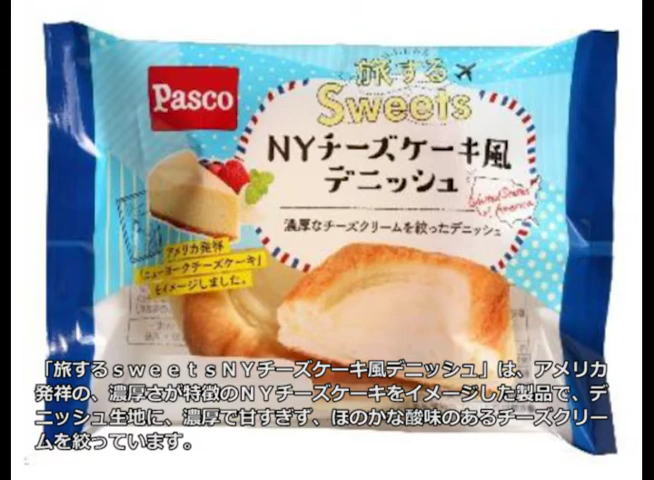 Pasco
旅する
Sweets
NYチーズケーキ風
デニッシュ
United States
of America
濃厚なチーズクリームを絞ったデニッシュ
アメリカ発祥
「ニューヨークチーズケーキ」
をイメージしました。
「旅するｓｗｅｅｔｓＮＹチーズケーキ風デニッシュ」は、アメリカ
発祥の、濃厚さが特徴のＮＹチーズケーキをイメージした製品で、デ
ニッシュ生地に、濃厚で甘すぎず、ほのかな酸味のあるチーズクリー
ムを絞っています。